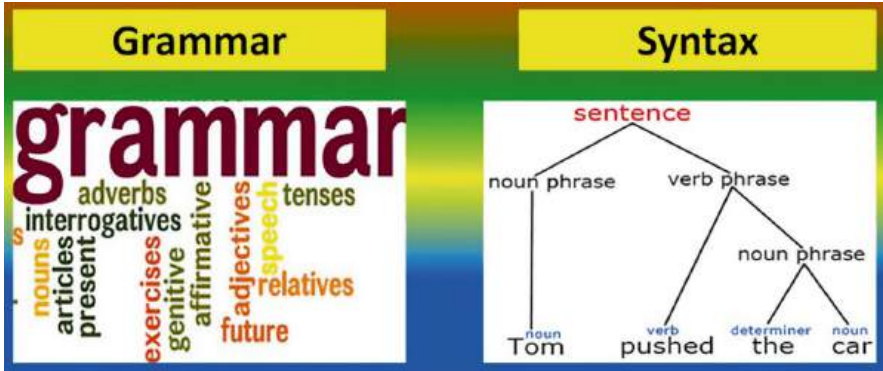 Grammar
Syntax
grammar
adverbs
tenses
interrogatives
s
nouns
articles
present
exercises
genitive
affirmative
adjectives
speech
relatives
future
sentence
noun phrase
verb phrase
noun phrase
noun
verb
determiner
noun
Tom
pushed
the
car